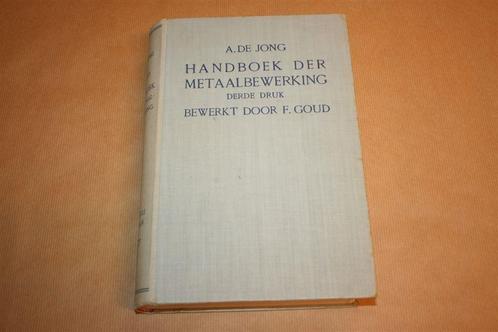 A. DE JONG
HANDBOEK DER
METAALBEWERKING
DERDE DRUK
BEWERKT DOOR F. GOUD